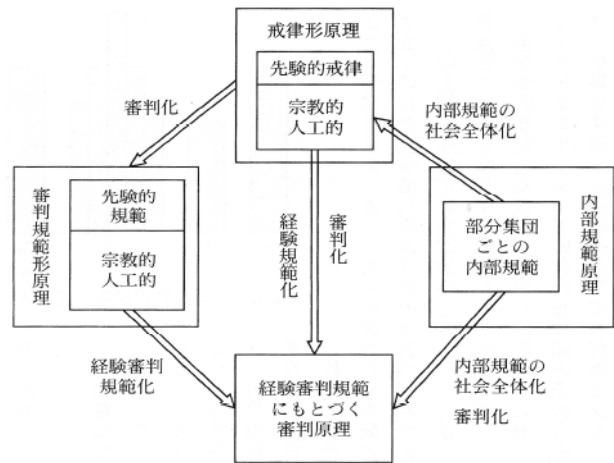 戒律形原理
先験的戒律
宗教的
人工的
審判化
内部規範の
社会全体化
審判規範形原理
先験的
規範
宗教的
人工的
経験規範化
審判化
部分集団
ごとの
内部規範
内部規範原理
経験審判
規範化
経験審判規範
にもとづく
審判原理
内部規範の
社会全体化
審判化